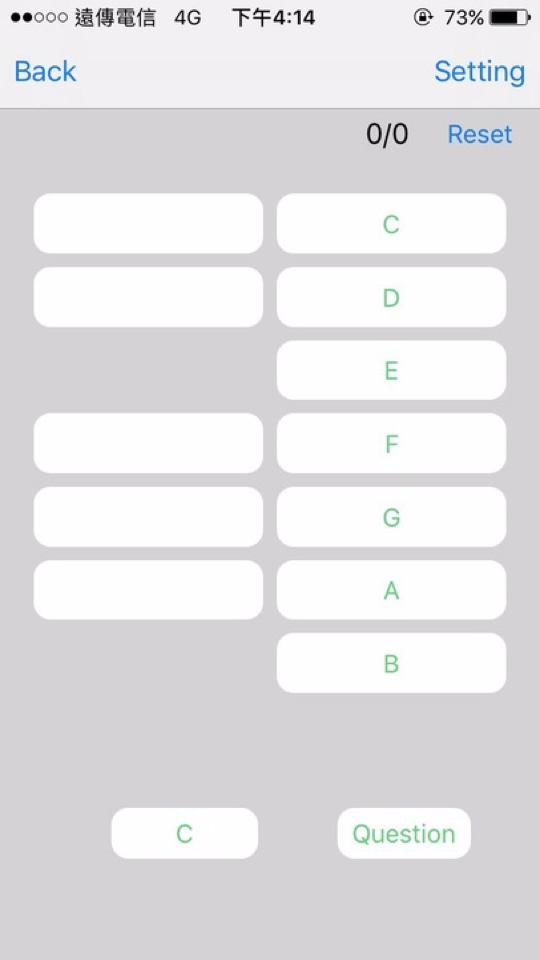 遠傳電信 4G 下午4:14 73%
Back Setting
0/0 Reset
C
D
E
F
G
A
B
C Question